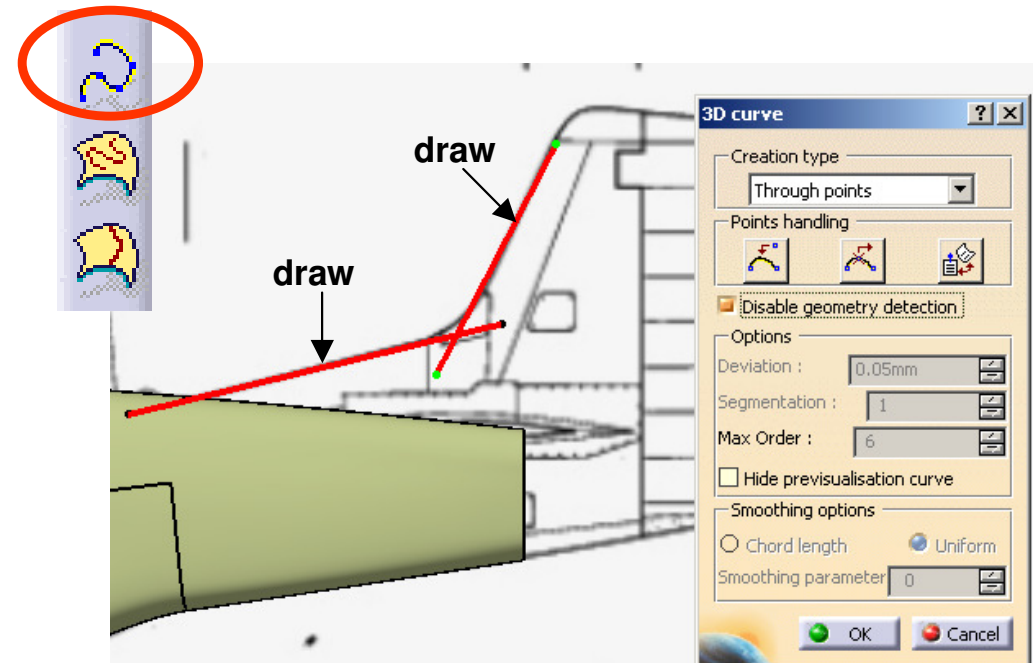 draw
draw
3D curve
Creation type
Through points
Points handling
Disable geometry detection
Options
Deviation : 0.05mm
Segmentation : 1
Max Order : 6
Hide previsualisation curve
Smoothing options
Chord length Uniform
Smoothing parameter 0
OK Cancel